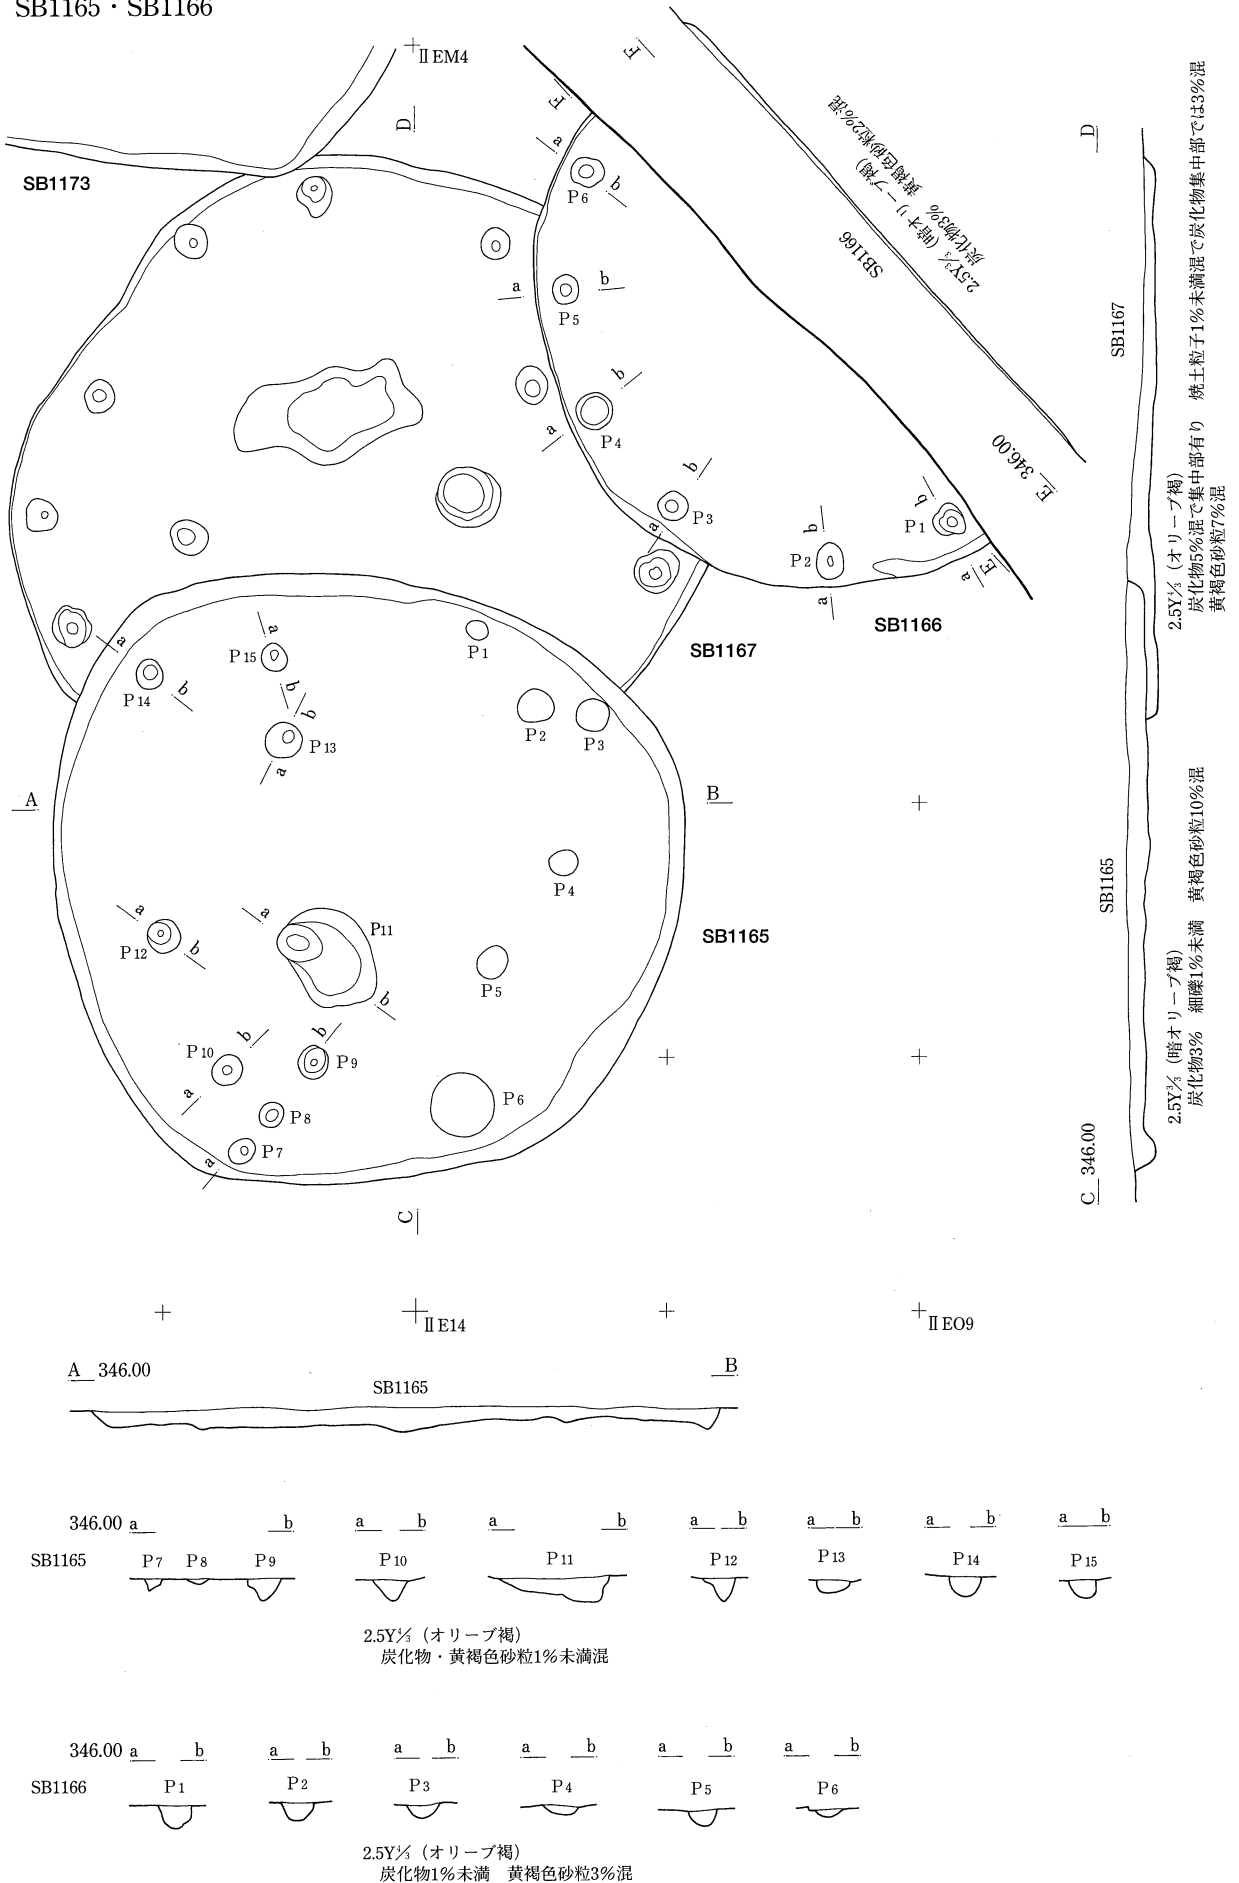 SB1165・SB1166
ⅡEM4
D
F
F
a
b
P6
SB1173
a
b
P5
b
a
P4
b
a
P3
b
a
P2
b
P1
a
E
E 346.00
SB1166
2.5Y3/3（暗オリーブ褐）
炭化物3% 黄褐色砂粒2%混
SB1166
SB1167
a
b
P14
a
P15
b
b
P13
a
P1
P2
P3
A
B
P4
SB1165
a
P12
b
a
P11
b
P5
P10
b
a
b
P9
P8
P7
a
P6
C
ⅡE14
ⅡEO9
D
SB1167
2.5Y4/3（オリーブ褐）
炭化物5%混で集中部有り 焼土粒子1%未満混で炭化物集中部では3%混
黄褐色砂粒7%混
SB1165
2.5Y3/3（暗オリーブ褐）
炭化物3% 細礫1%未満 黄褐色砂粒10%混
C 346.00
A 346.00 B
SB1165
346.00 a b a b a b a b a b a b a b
SB1165 P7 P8 P9 P10 P11 P12 P13 P14 P15
2.5Y4/3（オリーブ褐）
炭化物・黄褐色砂粒1%未満混
346.00 a b a b a b a b a b a b
SB1166 P1 P2 P3 P4 P5 P6
2.5Y4/3（オリーブ褐）
炭化物1%未満 黄褐色砂粒3%混